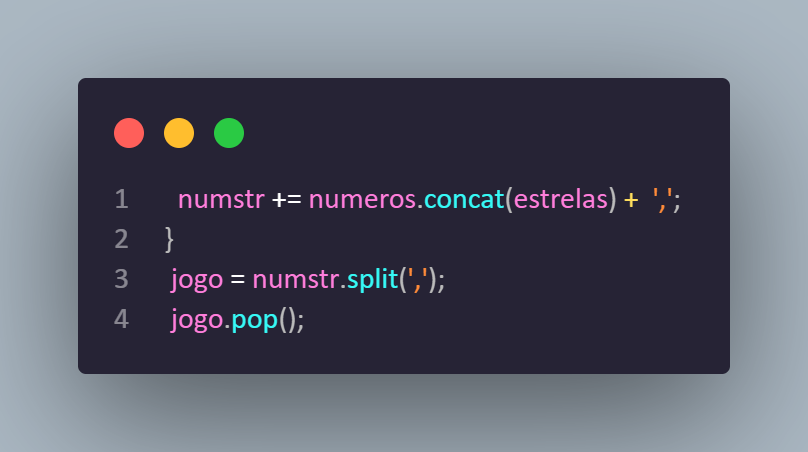 1 numstr += numeros.concat(estrelas) + ',';
2 }
3 jogo = numstr.split(',');
4 jogo.pop();